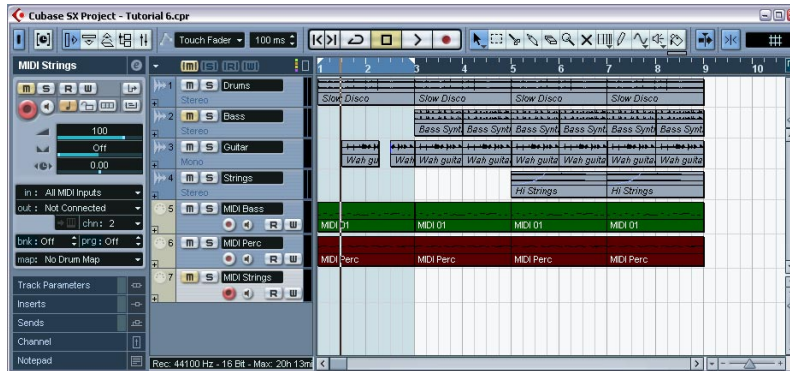 Cubase SX Project - Tutorial 6.cpr
Touch Fader 100 ms
MIDI Strings
1 2 3 4 5 6 7 8 9 10
m S R W
100
Off
0.00
in : All MIDI Inputs
out : Not Connected
chn: 2
bnk : Off prg : Off
map: No Drum Map
Track Parameters
Inserts
Sends
Channel
Notepad
1 m S Drums
Stereo
Slow Disco Slow Disco Slow Disco Slow Disco
2 m S Bass
Stereo
Bass Synt Bass Synt Bass Synt Bass Synt Bass Synt Bass Synt
3 m S Guitar
Mono
Wah gu Wah Wah guita Wah guita Wah guita Wah guita Wah guita Wah guita
4 m S Strings
Stereo
Hi Strings Hi Strings
5 m S MIDI Bass
R W
MIDI 01 MIDI 01 MIDI 01 MIDI 01
6 m S MIDI Perc
R W
MIDI Perc MIDI Perc MIDI Perc MIDI Perc
7 m S MIDI Strings
R W
Rec: 44100 Hz - 16 Bit - Max: 20h 13mi